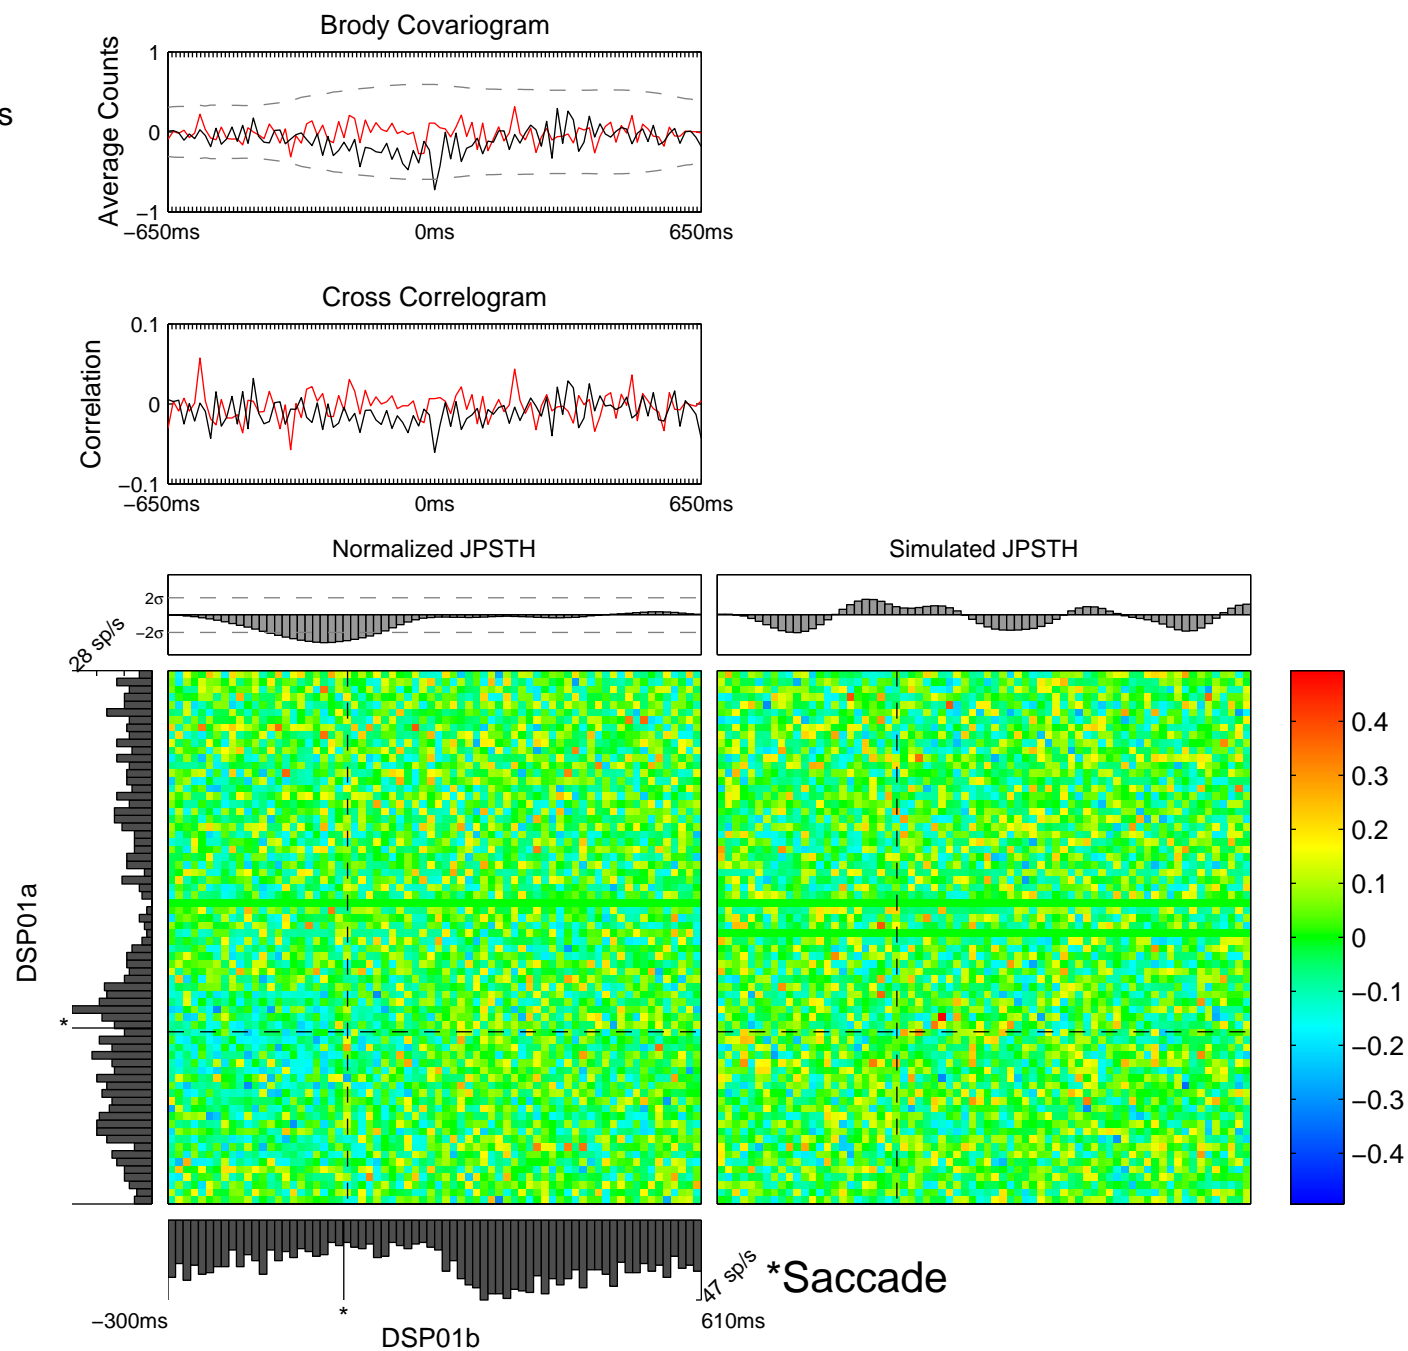 Brody Covariogram
s
Average Counts
1
0
−1
−650ms
0ms
650ms
Cross Correlogram
Correlation
0.1
0
−0.1
−650ms
0ms
650ms
Normalized JPSTH
Simulated JPSTH
2σ
−2σ
28 sp/s
DSP01a
*
0.4
0.3
0.2
0.1
0
−0.1
−0.2
−0.3
−0.4
47 sp/s
*Saccade
*
−300ms
610ms
DSP01b